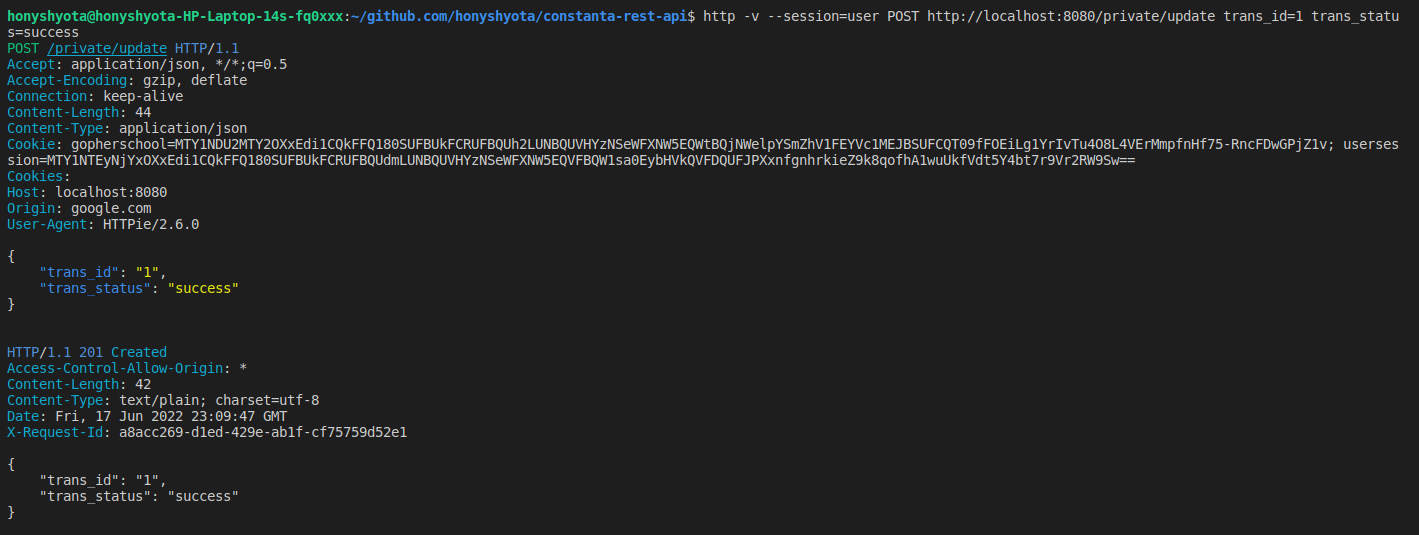 honyshyota@honyshyota-HP-Laptop-14s-fq0xxx:~/github.com/honyshyota/constanta-rest-api$ http -v --session=user POST http://localhost:8080/private/update trans_id=1 trans_statu
s=success
POST /private/update HTTP/1.1
Accept: application/json, */*;q=0.5
Accept-Encoding: gzip, deflate
Connection: keep-alive
Content-Length: 44
Content-Type: application/json
Cookie: gopherschool=MTY1NDU2MTY2OXxEdi1CQkFFQ180SUFBUkFCRUFBQUh2LUNBQUVHYzNSeWFXNW5EQWtBQjNWelpYSmZhV1FEYVc1MEJBSUFCQT09fFOEiLg1YrIvTu4O8L4VErMmpfnHf75-RncFDwGPjZ1v; userses
sion=MTY1NTEyNjYxOXxEdi1CQkFFQ180SUFBUkFCRUFBQUdmLUNBQUVHYzNSeWFXNW5EQVFBQW1sa0EybHVkQVFDQUFJPXxnfgnhrkieZ9k8qofhA1wuUkfVdt5Y4bt7r9Vr2RW9Sw==
Cookies:
Host: localhost:8080
Origin: google.com
User-Agent: HTTPie/2.6.0
{
    "trans_id": "1",
    "trans_status": "success"
}
HTTP/1.1 201 Created
Access-Control-Allow-Origin: *
Content-Length: 42
Content-Type: text/plain; charset=utf-8
Date: Fri, 17 Jun 2022 23:09:47 GMT
X-Request-Id: a8acc269-d1ed-429e-ab1f-cf75759d52e1
{
    "trans_id": "1",
    "trans_status": "success"
}